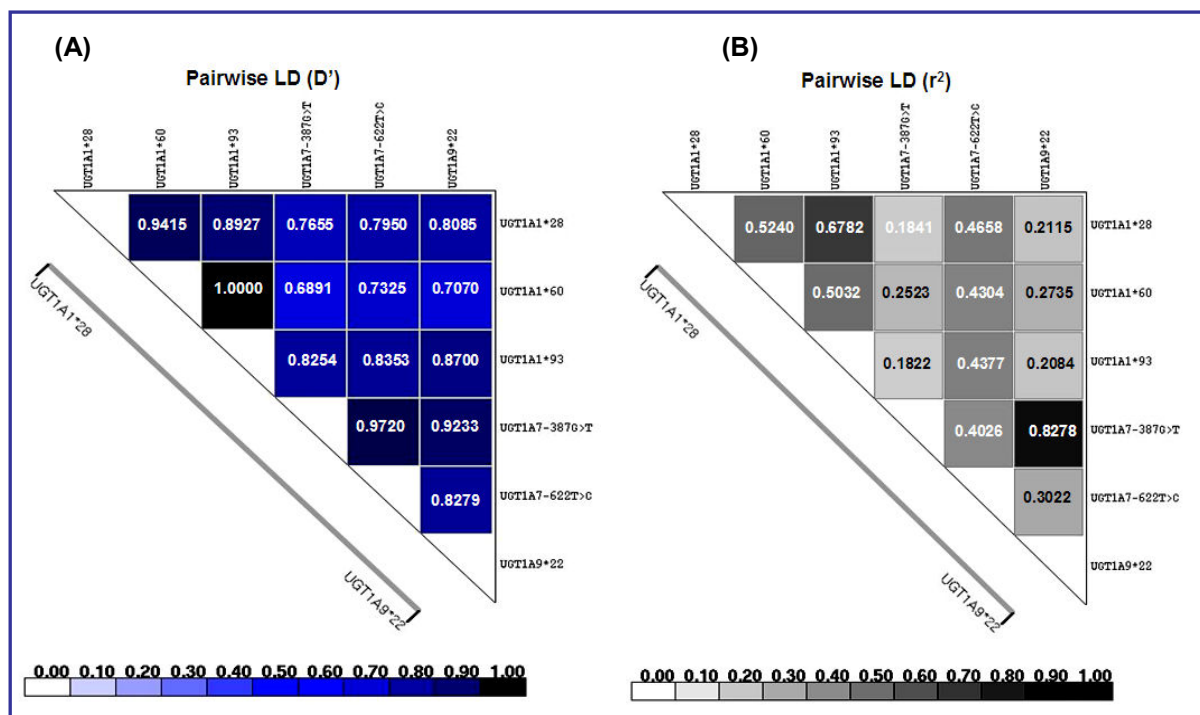 (A)
Pairwise LD (D')
UGT1A1*28
UGT1A1*60
UGT1A1*93
UGT1A7-387G>T
UGT1A7-622T>C
UGT1A9*22
0.9415 0.8927 0.7655 0.7950 0.8085 UGT1A1*28
1.0000 0.6891 0.7325 0.7070 UGT1A1*60
0.8254 0.8353 0.8700 UGT1A1*93
0.9720 0.9233 UGT1A7-387G>T
0.8279 UGT1A7-622T>C
UGT1A9*22
UGT1A1*28
UGT1A9*22
0.00 0.10 0.20 0.30 0.40 0.50 0.60 0.70 0.80 0.90 1.00
(B)
Pairwise LD (r²)
UGT1A1*28
UGT1A1*60
UGT1A1*93
UGT1A7-387G>T
UGT1A7-622T>C
UGT1A9*22
0.5240 0.6782 0.1841 0.4658 0.2115 UGT1A1*28
0.5032 0.2523 0.4304 0.2735 UGT1A1*60
0.1822 0.4377 0.2084 UGT1A1*93
0.4026 0.8278 UGT1A7-387G>T
0.3022 UGT1A7-622T>C
UGT1A9*22
UGT1A1*28
UGT1A9*22
0.00 0.10 0.20 0.30 0.40 0.50 0.60 0.70 0.80 0.90 1.00